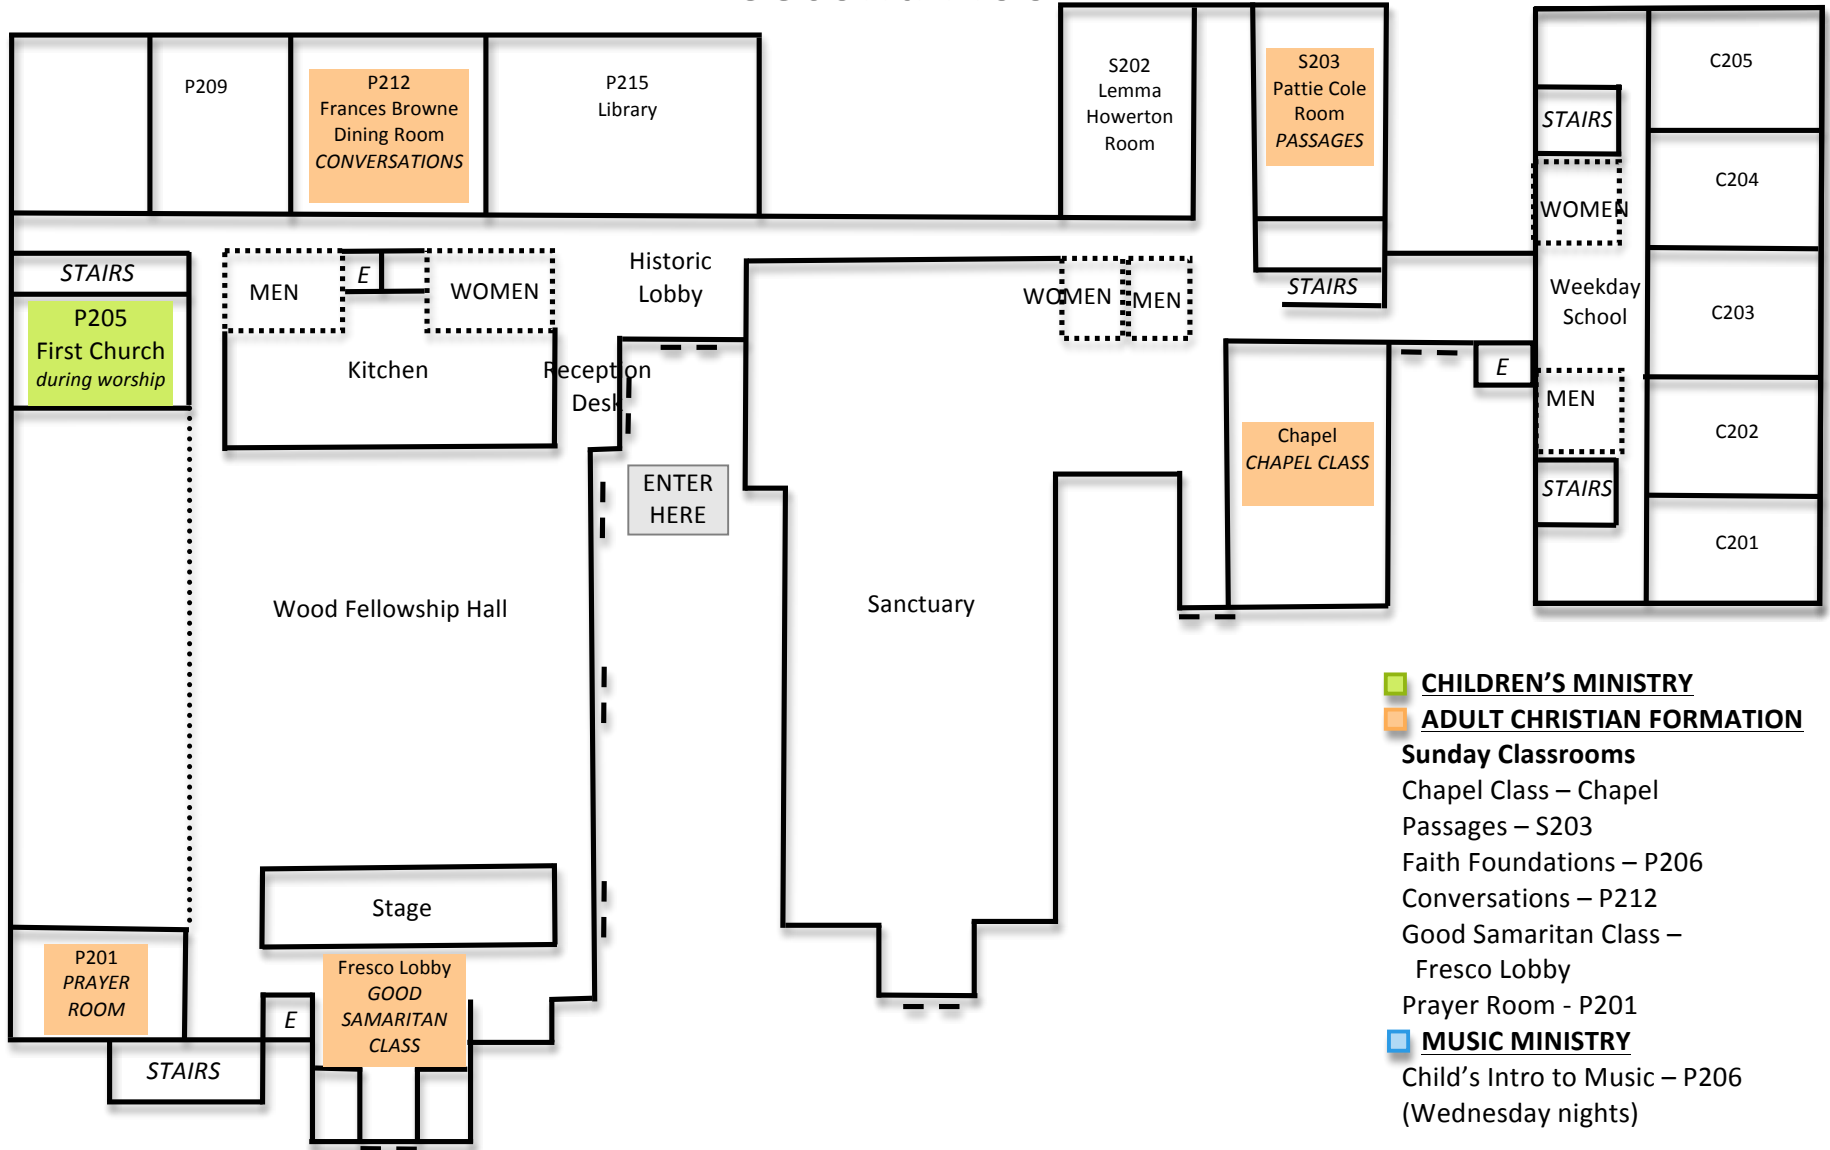 P209
P212
Frances Browne
Dining Room
CONVERSATIONS
P215
Library
S202
Lemma
Howerton
Room
S203
Pattie Cole
Room
PASSAGES
C205
STAIRS
C204
WOMEN
STAIRS
MEN
E
WOMEN
Historic
Lobby
WOMEN
MEN
STAIRS
Weekday
School
C203
P205
First Church
during worship
Kitchen
Reception
Desk
E
MEN
C202
Chapel
CHAPEL CLASS
STAIRS
ENTER
HERE
C201
Wood Fellowship Hall
Sanctuary
Stage
P201
PRAYER
ROOM
Fresco Lobby
GOOD
SAMARITAN
CLASS
E
STAIRS
CHILDREN’S MINISTRY
ADULT CHRISTIAN FORMATION
Sunday Classrooms
Chapel Class – Chapel
Passages – S203
Faith Foundations – P206
Conversations – P212
Good Samaritan Class –
Fresco Lobby
Prayer Room - P201
MUSIC MINISTRY
Child’s Intro to Music – P206
(Wednesday nights)